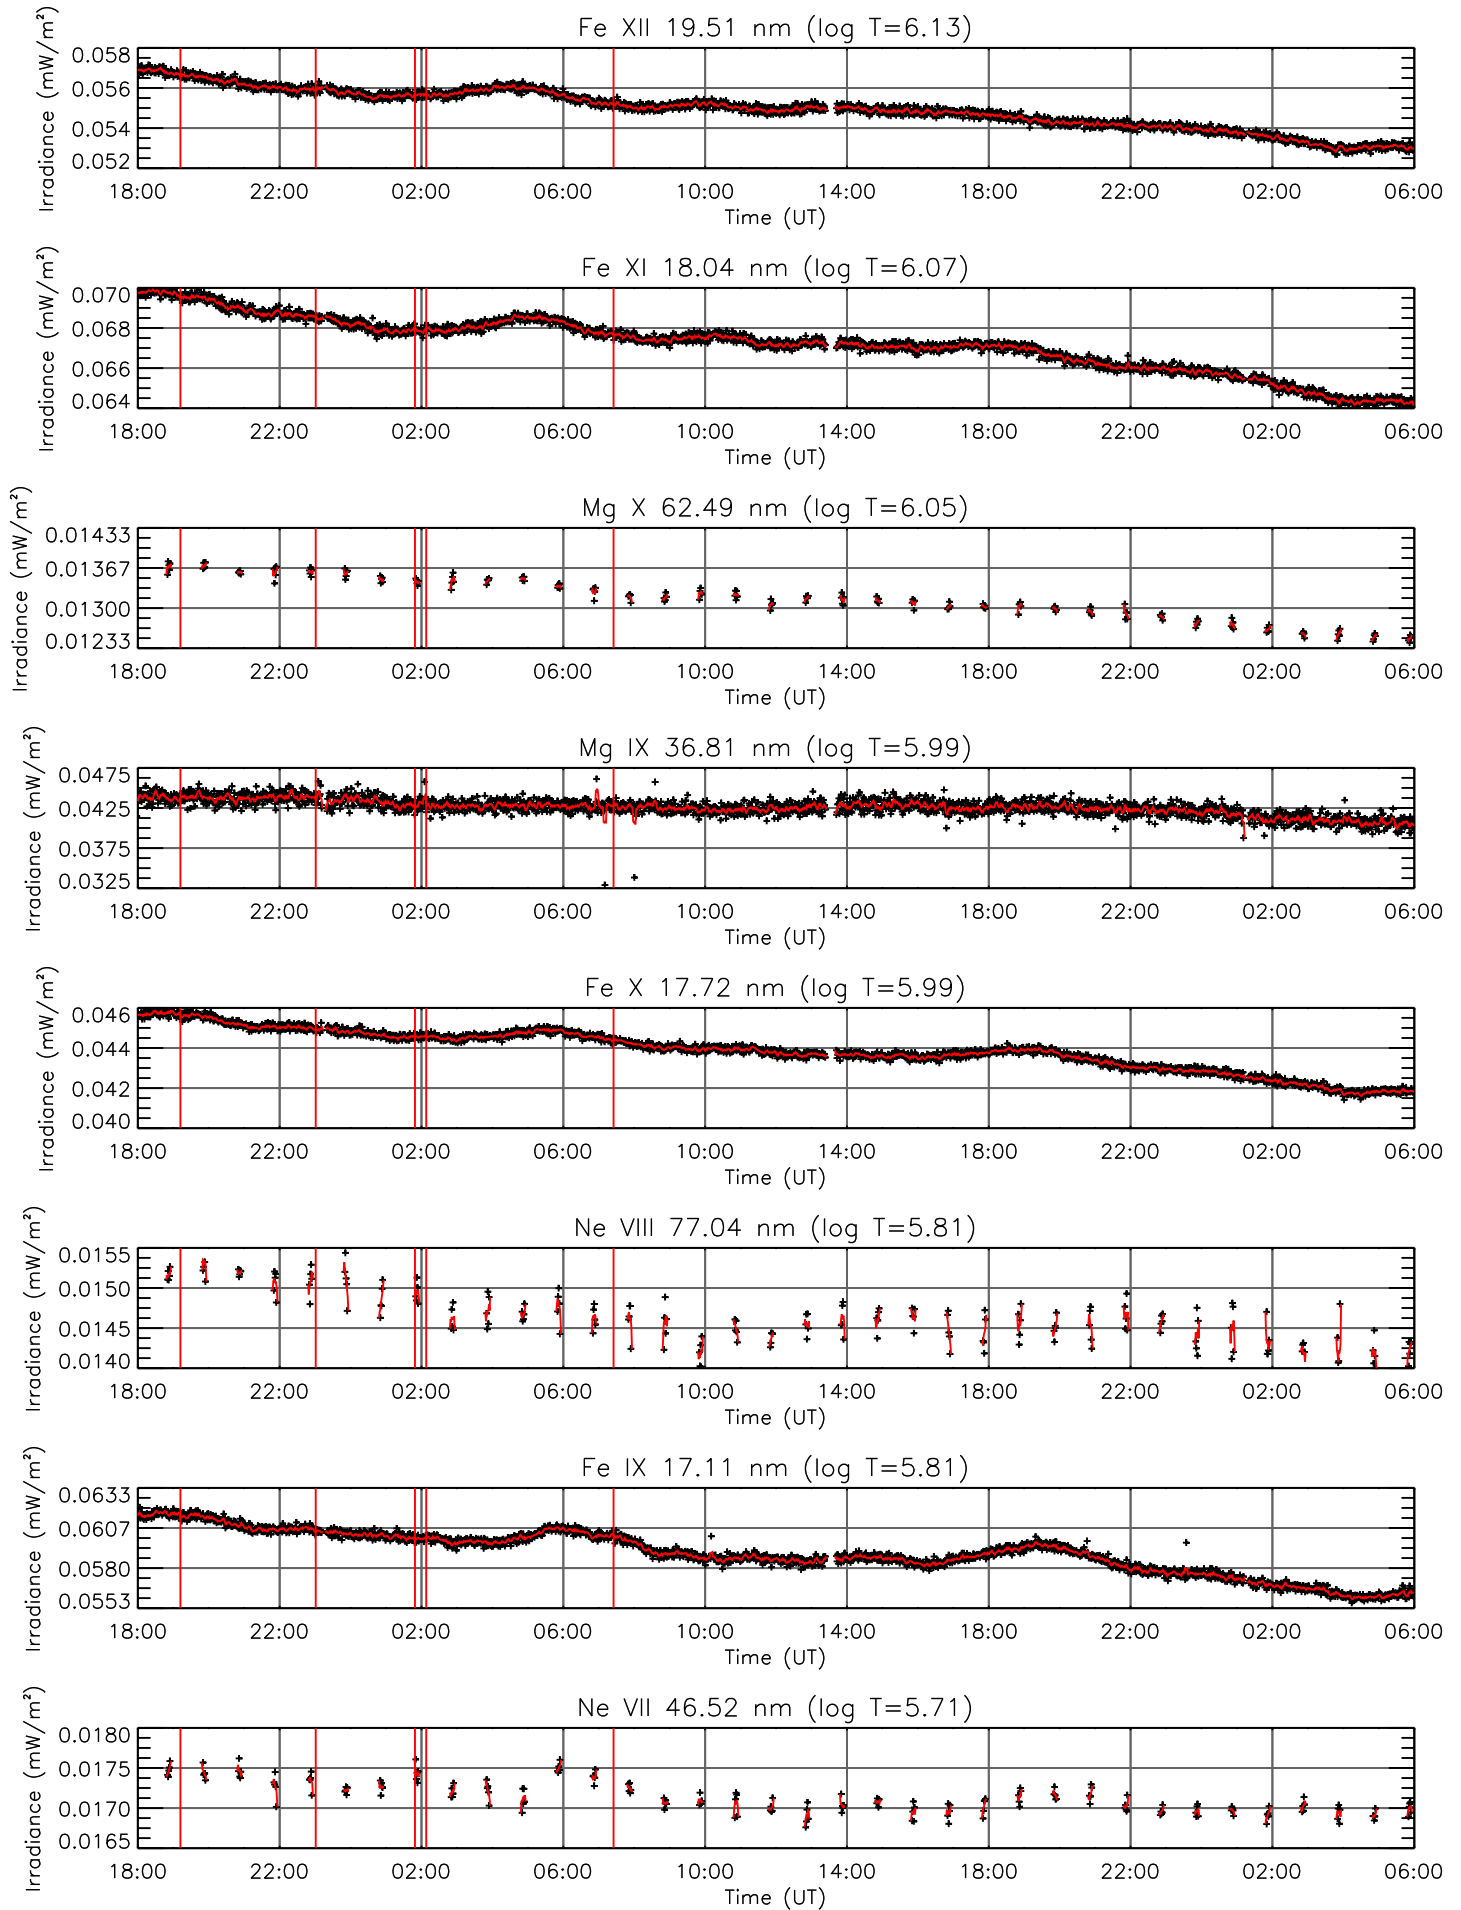 Fe XII 19.51 nm (log T=6.13)
Irradiance (mW/m²)
0.058
0.056
0.054
0.052
18:00 22:00 02:00 06:00 10:00 14:00 18:00 22:00 02:00 06:00
Time (UT)
Fe XI 18.04 nm (log T=6.07)
Irradiance (mW/m²)
0.070
0.068
0.066
0.064
18:00 22:00 02:00 06:00 10:00 14:00 18:00 22:00 02:00 06:00
Time (UT)
Mg X 62.49 nm (log T=6.05)
Irradiance (mW/m²)
0.01433
0.01367
0.01300
0.01233
18:00 22:00 02:00 06:00 10:00 14:00 18:00 22:00 02:00 06:00
Time (UT)
Mg IX 36.81 nm (log T=5.99)
Irradiance (mW/m²)
0.0475
0.0425
0.0375
0.0325
18:00 22:00 02:00 06:00 10:00 14:00 18:00 22:00 02:00 06:00
Time (UT)
Fe X 17.72 nm (log T=5.99)
Irradiance (mW/m²)
0.046
0.044
0.042
0.040
18:00 22:00 02:00 06:00 10:00 14:00 18:00 22:00 02:00 06:00
Time (UT)
Ne VIII 77.04 nm (log T=5.81)
Irradiance (mW/m²)
0.0155
0.0150
0.0145
0.0140
18:00 22:00 02:00 06:00 10:00 14:00 18:00 22:00 02:00 06:00
Time (UT)
Fe IX 17.11 nm (log T=5.81)
Irradiance (mW/m²)
0.0633
0.0607
0.0580
0.0553
18:00 22:00 02:00 06:00 10:00 14:00 18:00 22:00 02:00 06:00
Time (UT)
Ne VII 46.52 nm (log T=5.71)
Irradiance (mW/m²)
0.0180
0.0175
0.0170
0.0165
18:00 22:00 02:00 06:00 10:00 14:00 18:00 22:00 02:00 06:00
Time (UT)